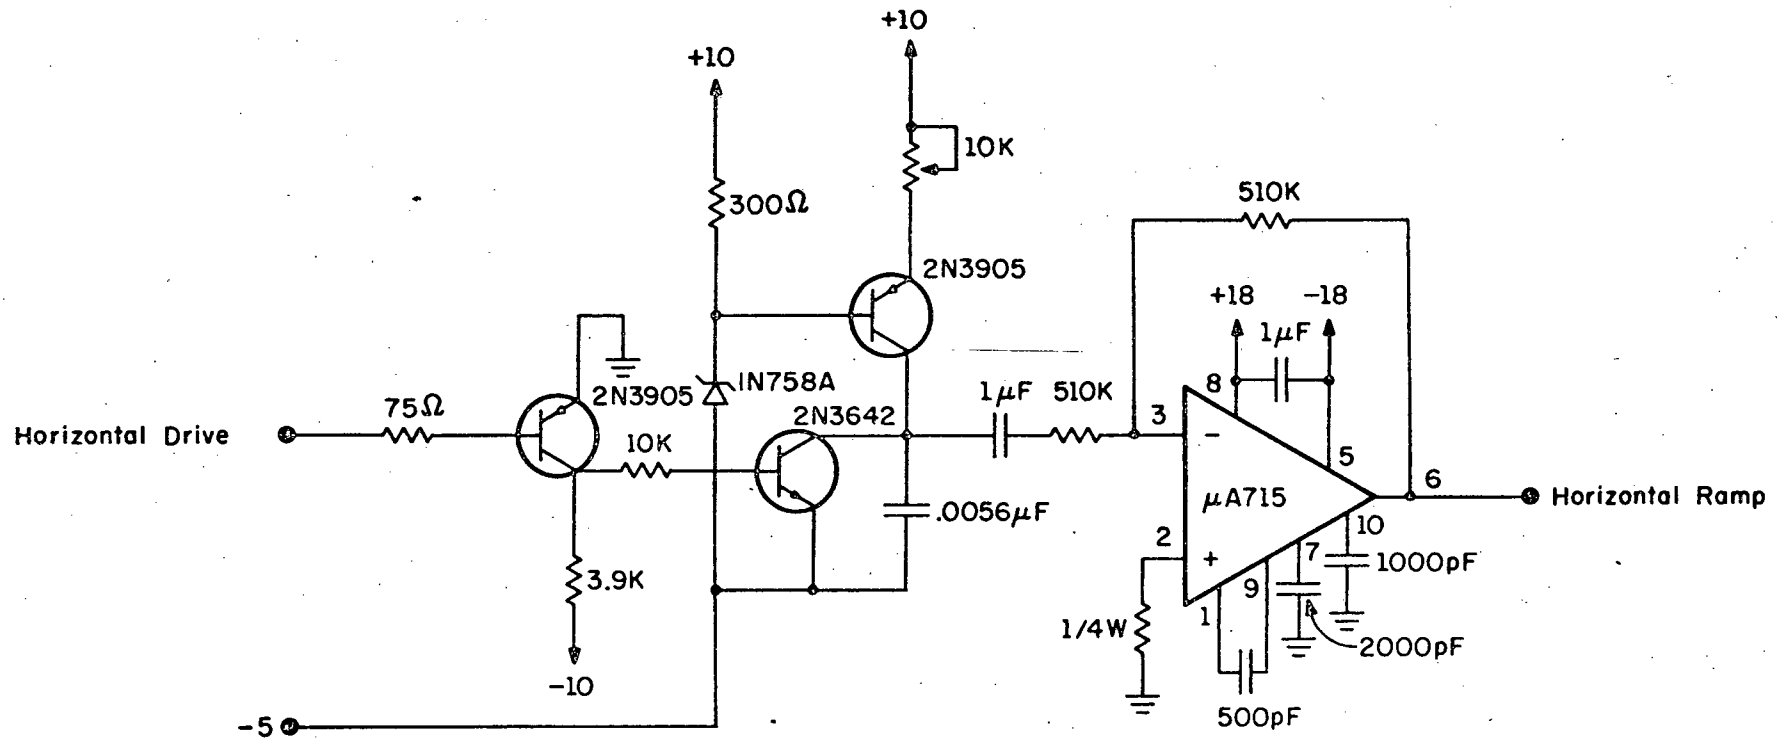 +10
+10
10K
300Ω
510K
2N3905
+18
-18
1μF
1N758A
2N3905
8
75Ω
2N3642
1μF
510K
3
-
Horizontal Drive
10K
5
6
μA715
Horizontal Ramp
.0056μF
10
2
+
7
1000pF
3.9K
9
1
1/4W
2000pF
-10
500pF
-5